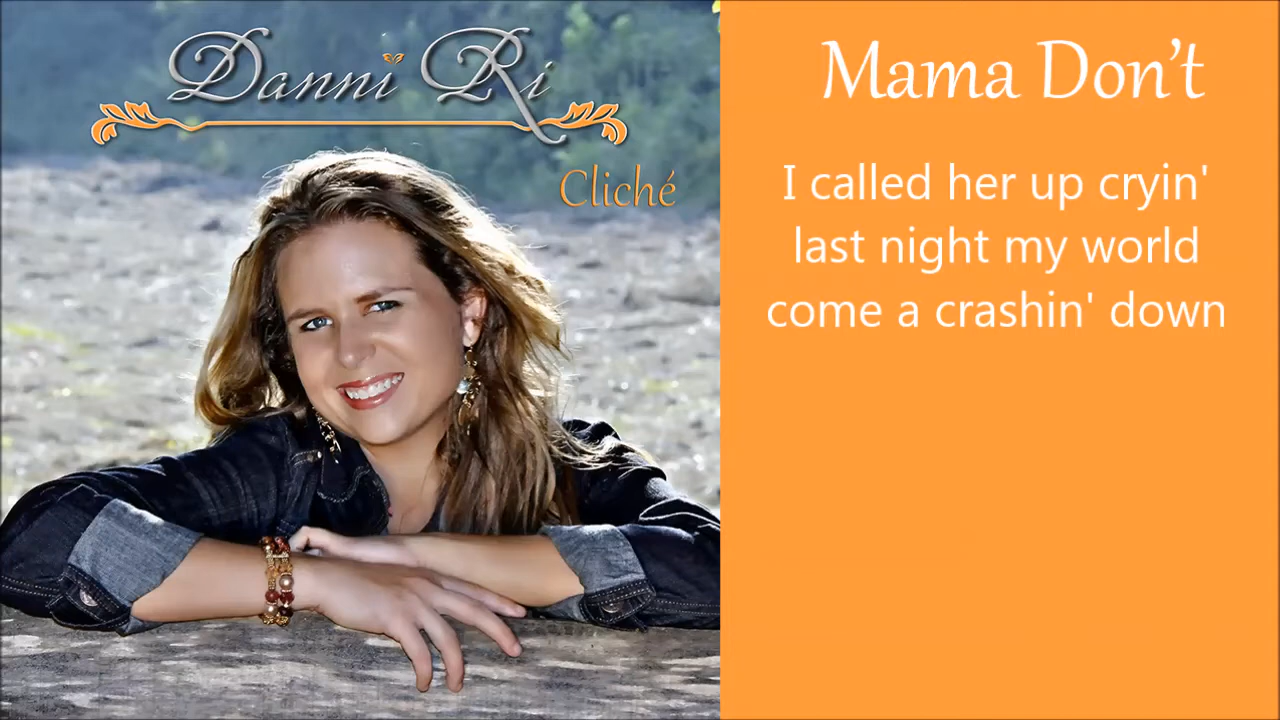 Danni Ri
Cliché
Mama Don’t
I called her up cryin'
last night my world
come a crashin' down